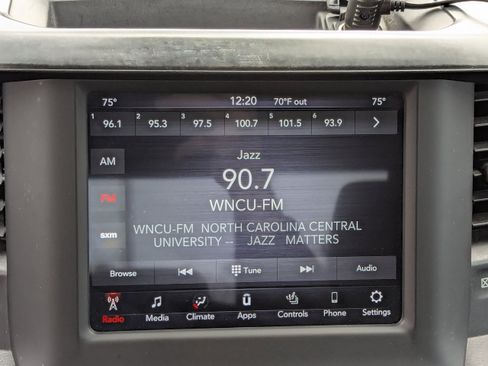 75° 12:20 70°F out 75°
1 96.1 2 95.3 3 97.5 4 100.7 5 101.5 6 93.9
AM Jazz
90.7
FM WNCU-FM
sxm WNCU-FM NORTH CAROLINA CENTRAL
UNIVERSITY -- JAZZ MATTERS
Browse Tune Audio
Radio Media Climate Apps Controls Phone Settings